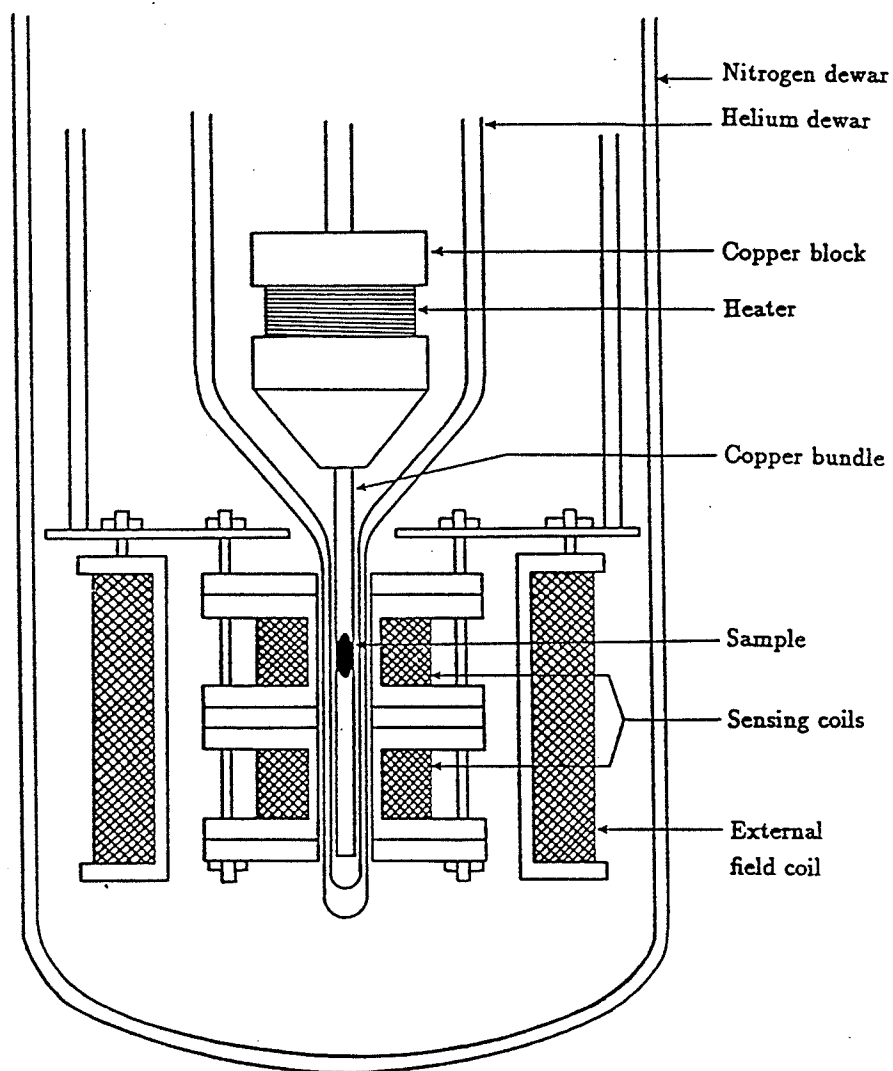 Nitrogen dewar
Helium dewar
Copper block
Heater
Copper bundle
Sample
Sensing coils
External
field coil